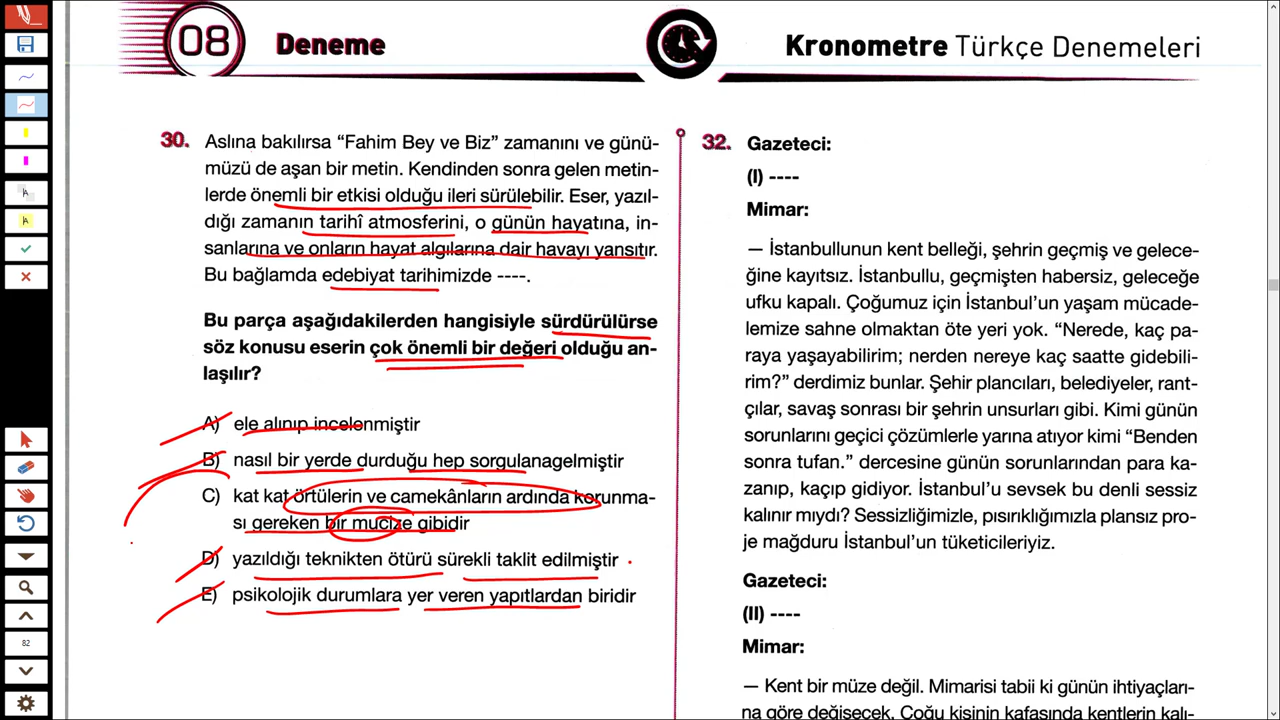 08 Deneme
Kronometre Türkçe Denemeleri
30. Aslına bakılırsa “Fahim Bey ve Biz” zamanını ve günü-
müzü de aşan bir metin. Kendinden sonra gelen metin-
lerde önemli bir etkisi olduğu ileri sürülebilir. Eser, yazıl-
dığı zamanın tarihî atmosferini, o günün hayatına, in-
sanlarına ve onların hayat algılarına dair havayı yansıtır.
Bu bağlamda edebiyat tarihimizde ----.
Bu parça aşağıdakilerden hangisiyle sürdürülürse
söz konusu eserin çok önemli bir değeri olduğu an-
laşılır?
A) ele alınıp incelenmiştir
B) nasıl bir yerde durduğu hep sorgulanagelmiştir
C) kat kat örtülerin ve camekânların ardında korunma-
sı gereken bir mucize gibidir
D) yazıldığı teknikten ötürü sürekli taklit edilmiştir
E) psikolojik durumlara yer veren yapıtlardan biridir
32. Gazeteci:
(I) ----
Mimar:
— İstanbullunun kent belleği, şehrin geçmiş ve gelece-
ğine kayıtsız. İstanbullu, geçmişten habersiz, geleceğe
ufku kapalı. Çoğumuz için İstanbul’un yaşam mücade-
lemize sahne olmaktan öte yeri yok. “Nerede, kaç pa-
raya yaşayabilirim; nerden nereye kaç saatte gidebili-
rim?” derdimiz bunlar. Şehir plancıları, belediyeler, rant-
çılar, savaş sonrası bir şehrin unsurları gibi. Kimi günün
sorunlarını geçici çözümlerle yarına atıyor kimi “Benden
sonra tufan.” dercesine günün sorunlarından para ka-
zanıp, kaçıp gidiyor. İstanbul’u sevsek bu denli sessiz
kalınır mıydı? Sessizliğimizle, pısırıklığımızla plansız pro-
je mağduru İstanbul’un tüketicileriyiz.
Gazeteci:
(II) ----
Mimar:
— Kent bir müze değil. Mimarisi tabii ki günün ihtiyaçları-
na göre değişecek. Çoğu kişinin kafasında kentlerin kalı-
82